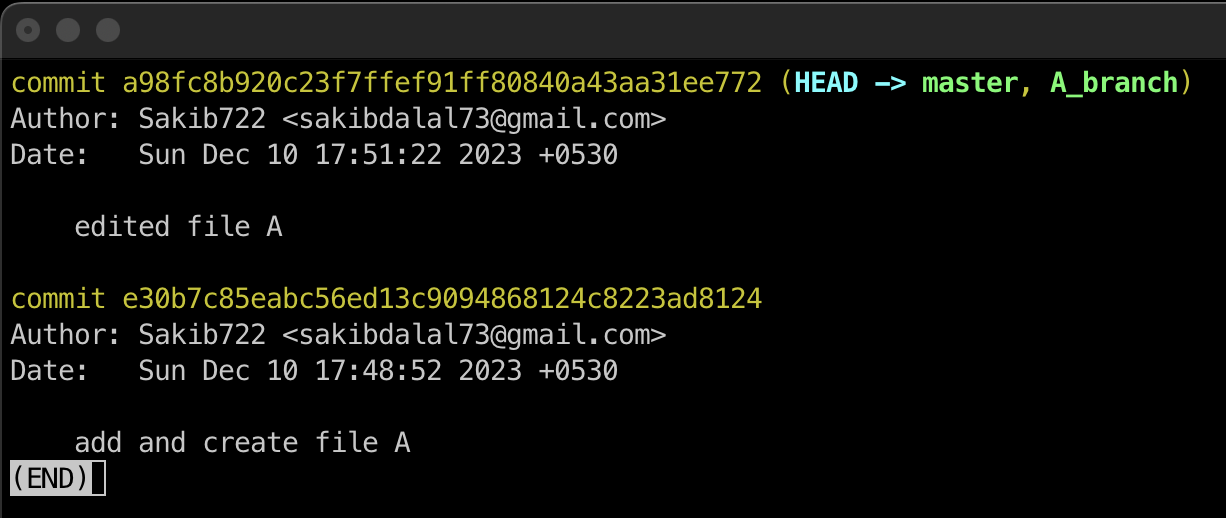 commit a98fc8b920c23f7ffef91ff80840a43aa31ee772 (HEAD -> master, A_branch)
Author: Sakib722 <sakibdalal73@gmail.com>
Date:   Sun Dec 10 17:51:22 2023 +0530
    edited file A
commit e30b7c85eabc56ed13c9094868124c8223ad8124
Author: Sakib722 <sakibdalal73@gmail.com>
Date:   Sun Dec 10 17:48:52 2023 +0530
    add and create file A
(END)